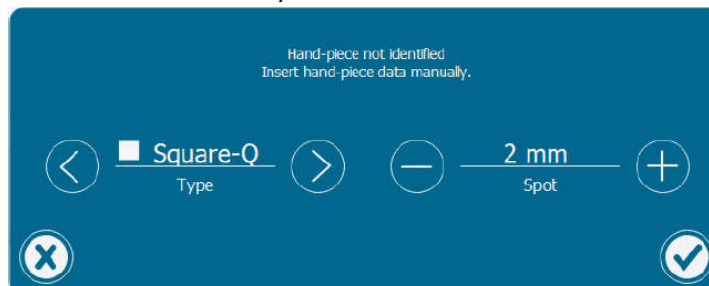 Hand-piece not identified
Insert hand-piece data manually.
Square-Q
2 mm
Type
Spot